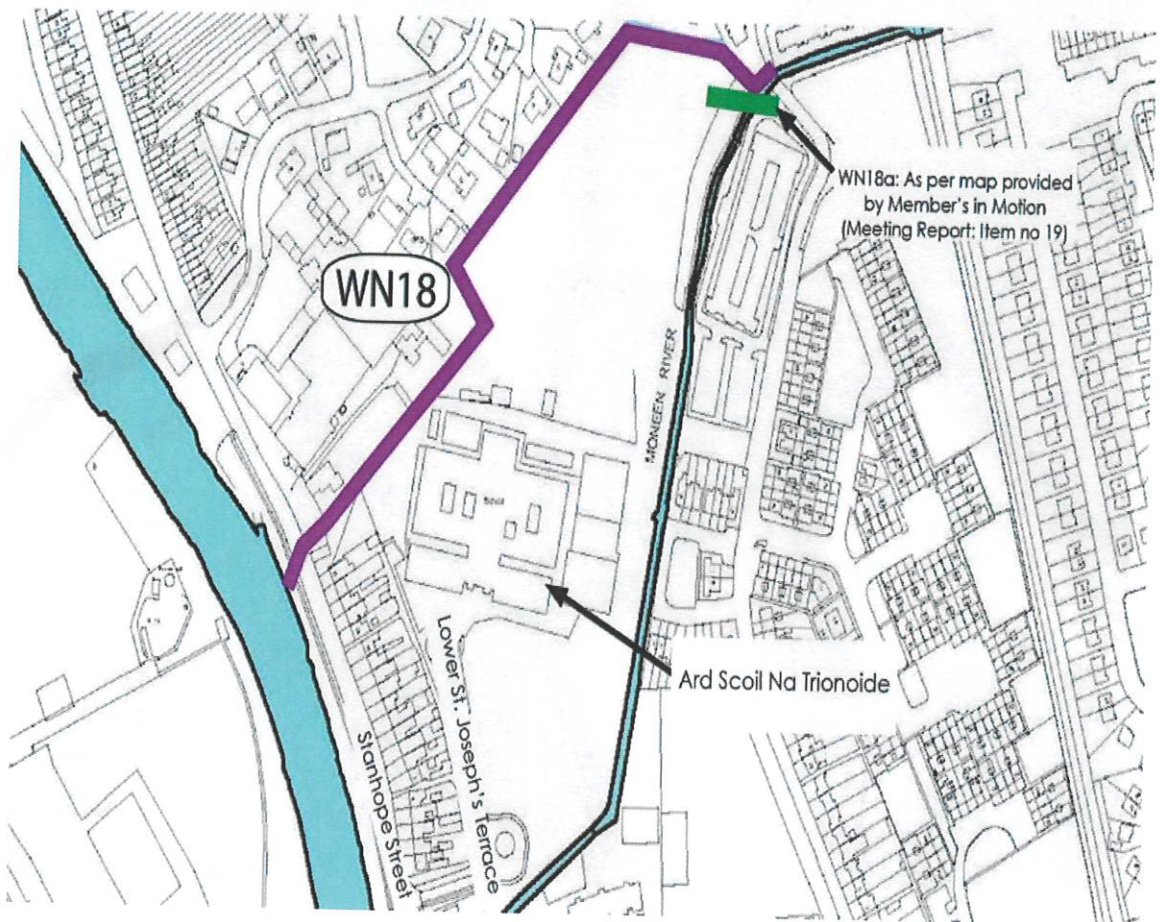 WN18a: As per map provided
by Member's in Motion
(Meeting Report: Item no 19)
WN18
MONEEN RIVER
Ard Scoil Na Trionoide
Lower St. Joseph's Terrace
Stanhope Street